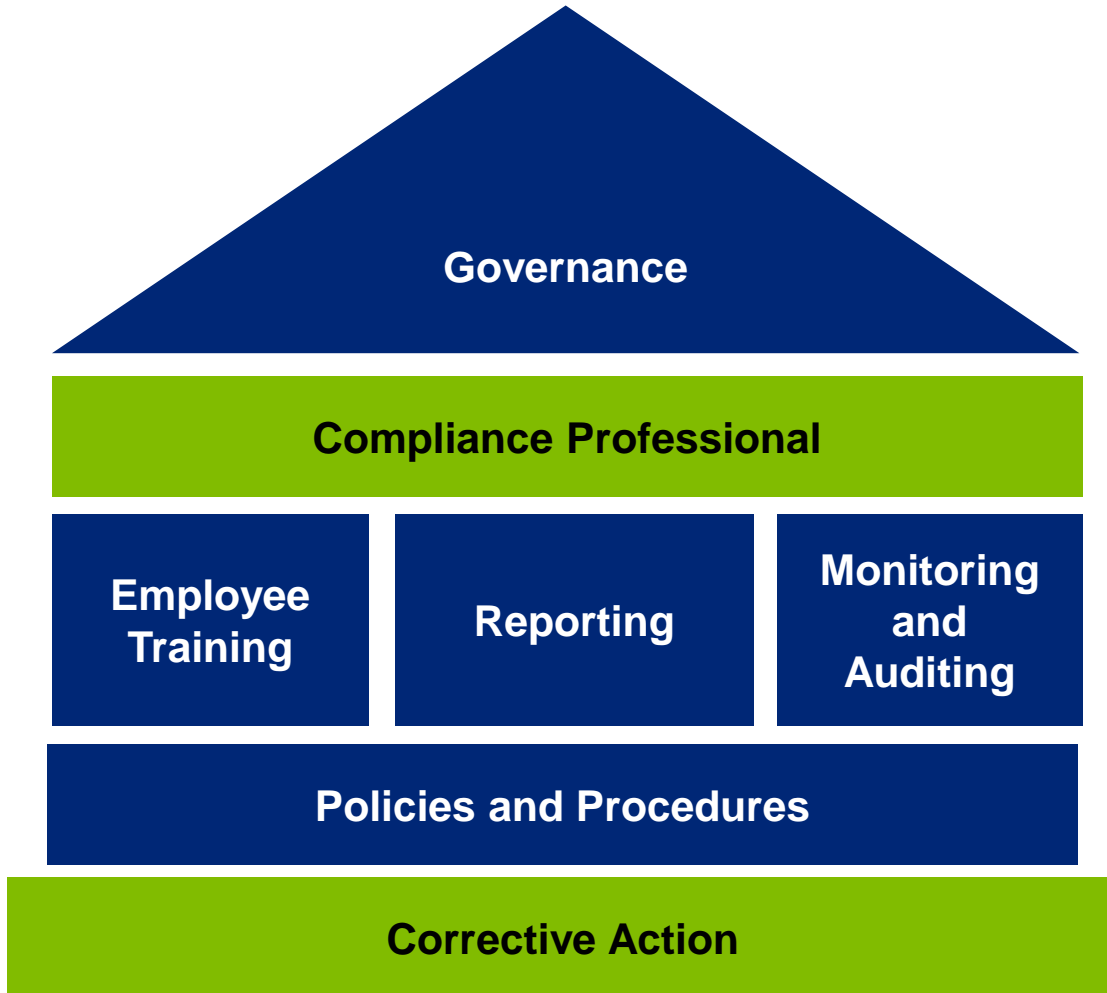 Governance
Compliance Professional
Employee
Training
Reporting
Monitoring
and
Auditing
Policies and Procedures
Corrective Action